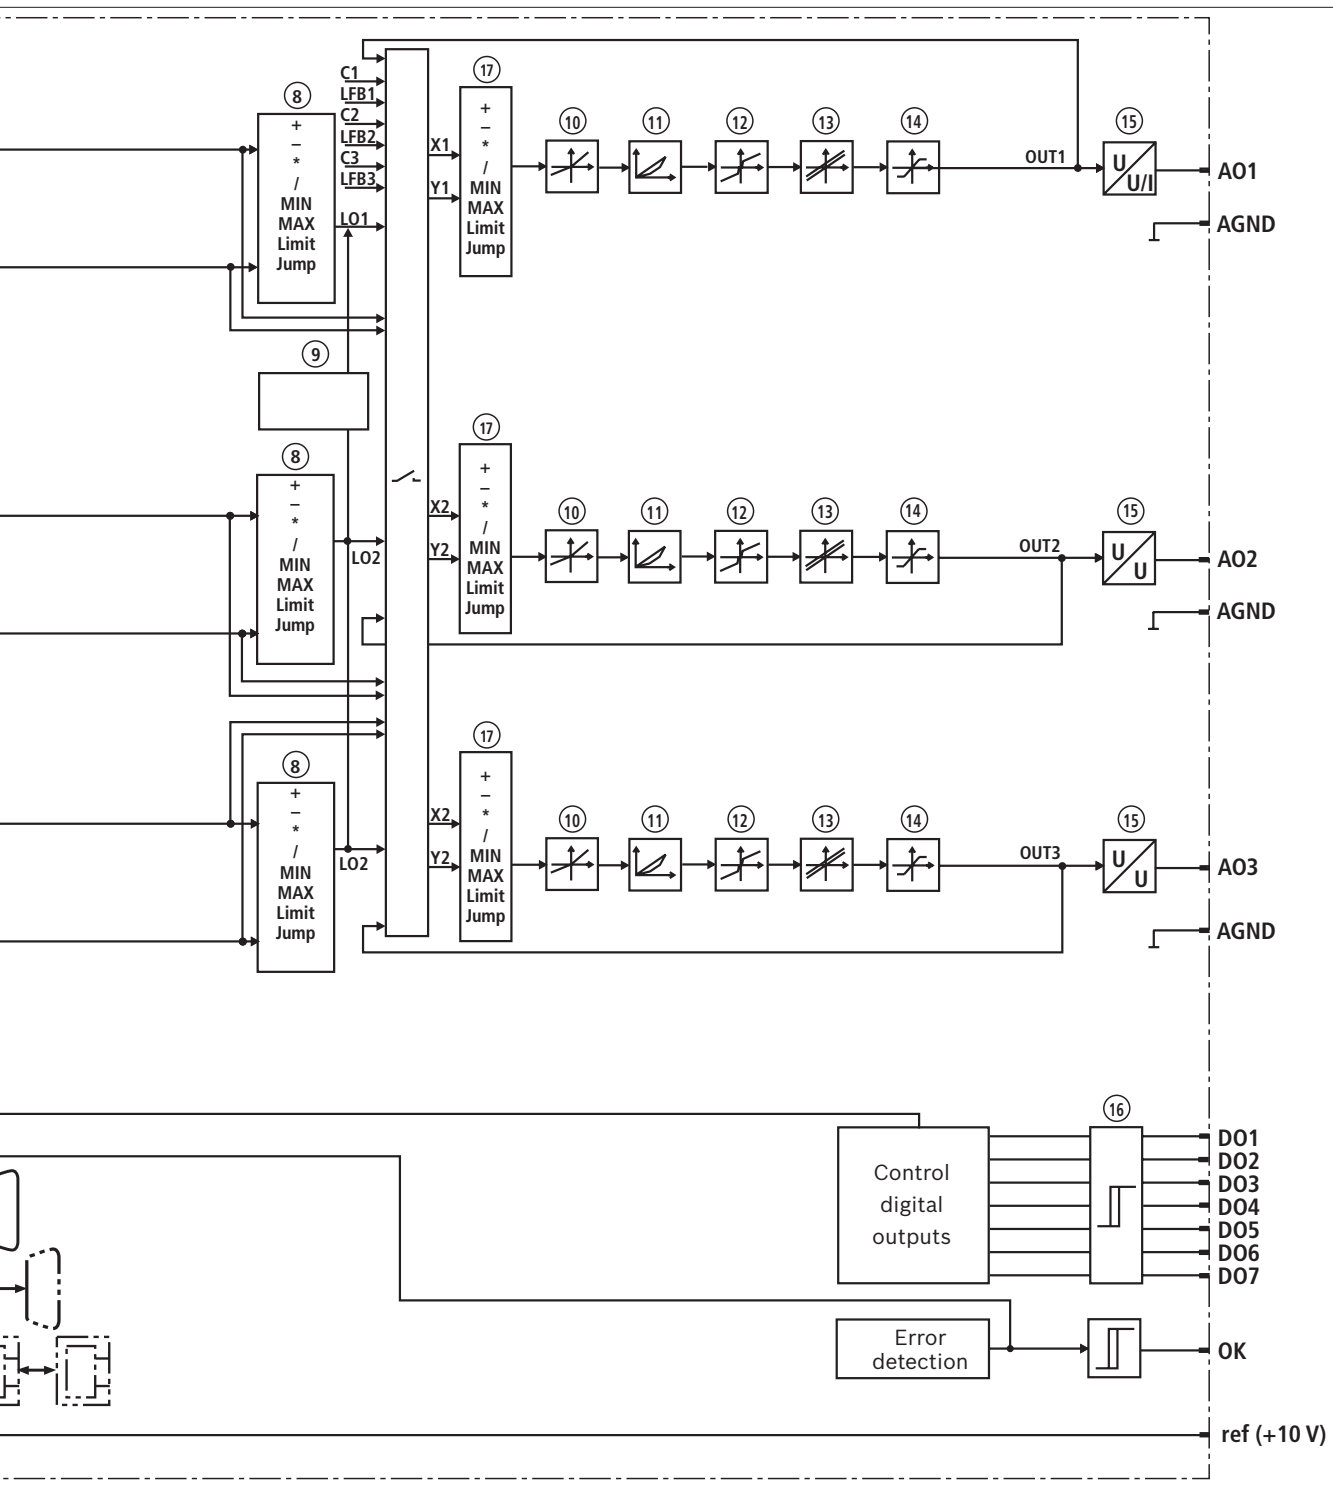 C1
LFB1
C2
LFB2
C3
LFB3
LO1
8
+
–
*
/
MIN
MAX
Limit
Jump
X1
Y1
17
+
–
*
/
MIN
MAX
Limit
Jump
10
11
12
13
14
OUT1
15
U
U/I
AO1
AGND
9
8
+
–
*
/
MIN
MAX
Limit
Jump
LO2
X2
Y2
17
+
–
*
/
MIN
MAX
Limit
Jump
10
11
12
13
14
OUT2
15
U
U
AO2
AGND
8
+
–
*
/
MIN
MAX
Limit
Jump
LO2
X2
Y2
17
+
–
*
/
MIN
MAX
Limit
Jump
10
11
12
13
14
OUT3
15
U
U
AO3
AGND
Control
digital
outputs
16
DO1
DO2
DO3
DO4
DO5
DO6
DO7
Error
detection
OK
ref (+10 V)